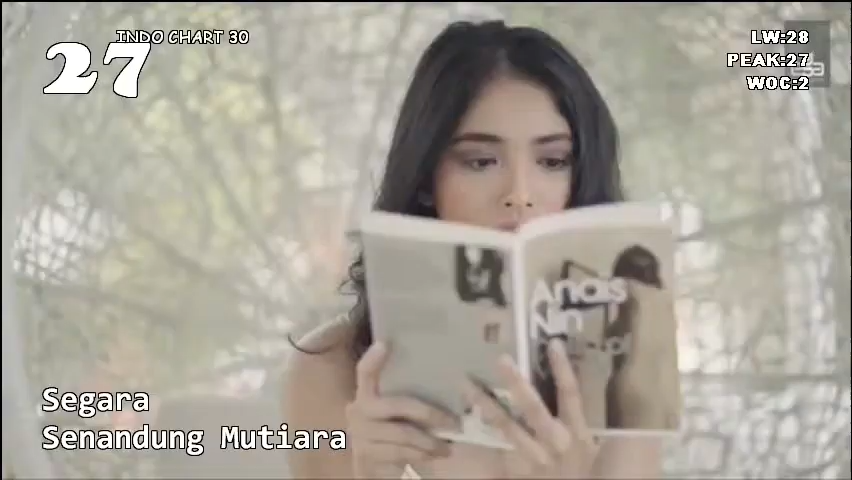 INDO CHART 30
27
LW:28
PEAK:27
WOC:2
Anais
Nin
Segara
Senandung Mutiara